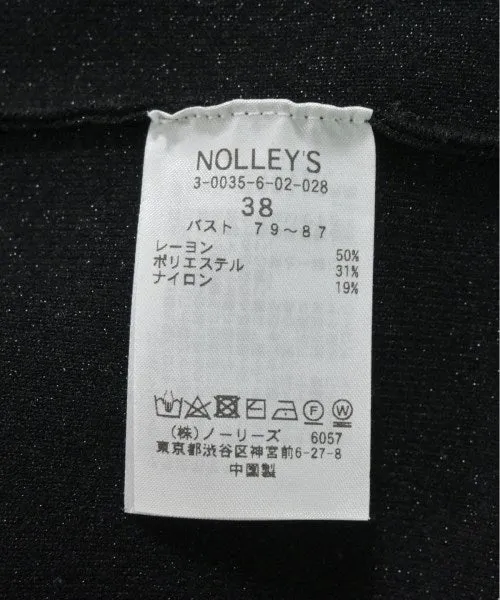 NOLLEY'S
3-0035-6-02-028
38
バスト 79～87
レーヨン 50%
ポリエステル 31%
ナイロン 19%
F W
(株)ノーリーズ 6057
東京都渋谷区神宮前6-27-8
中国製